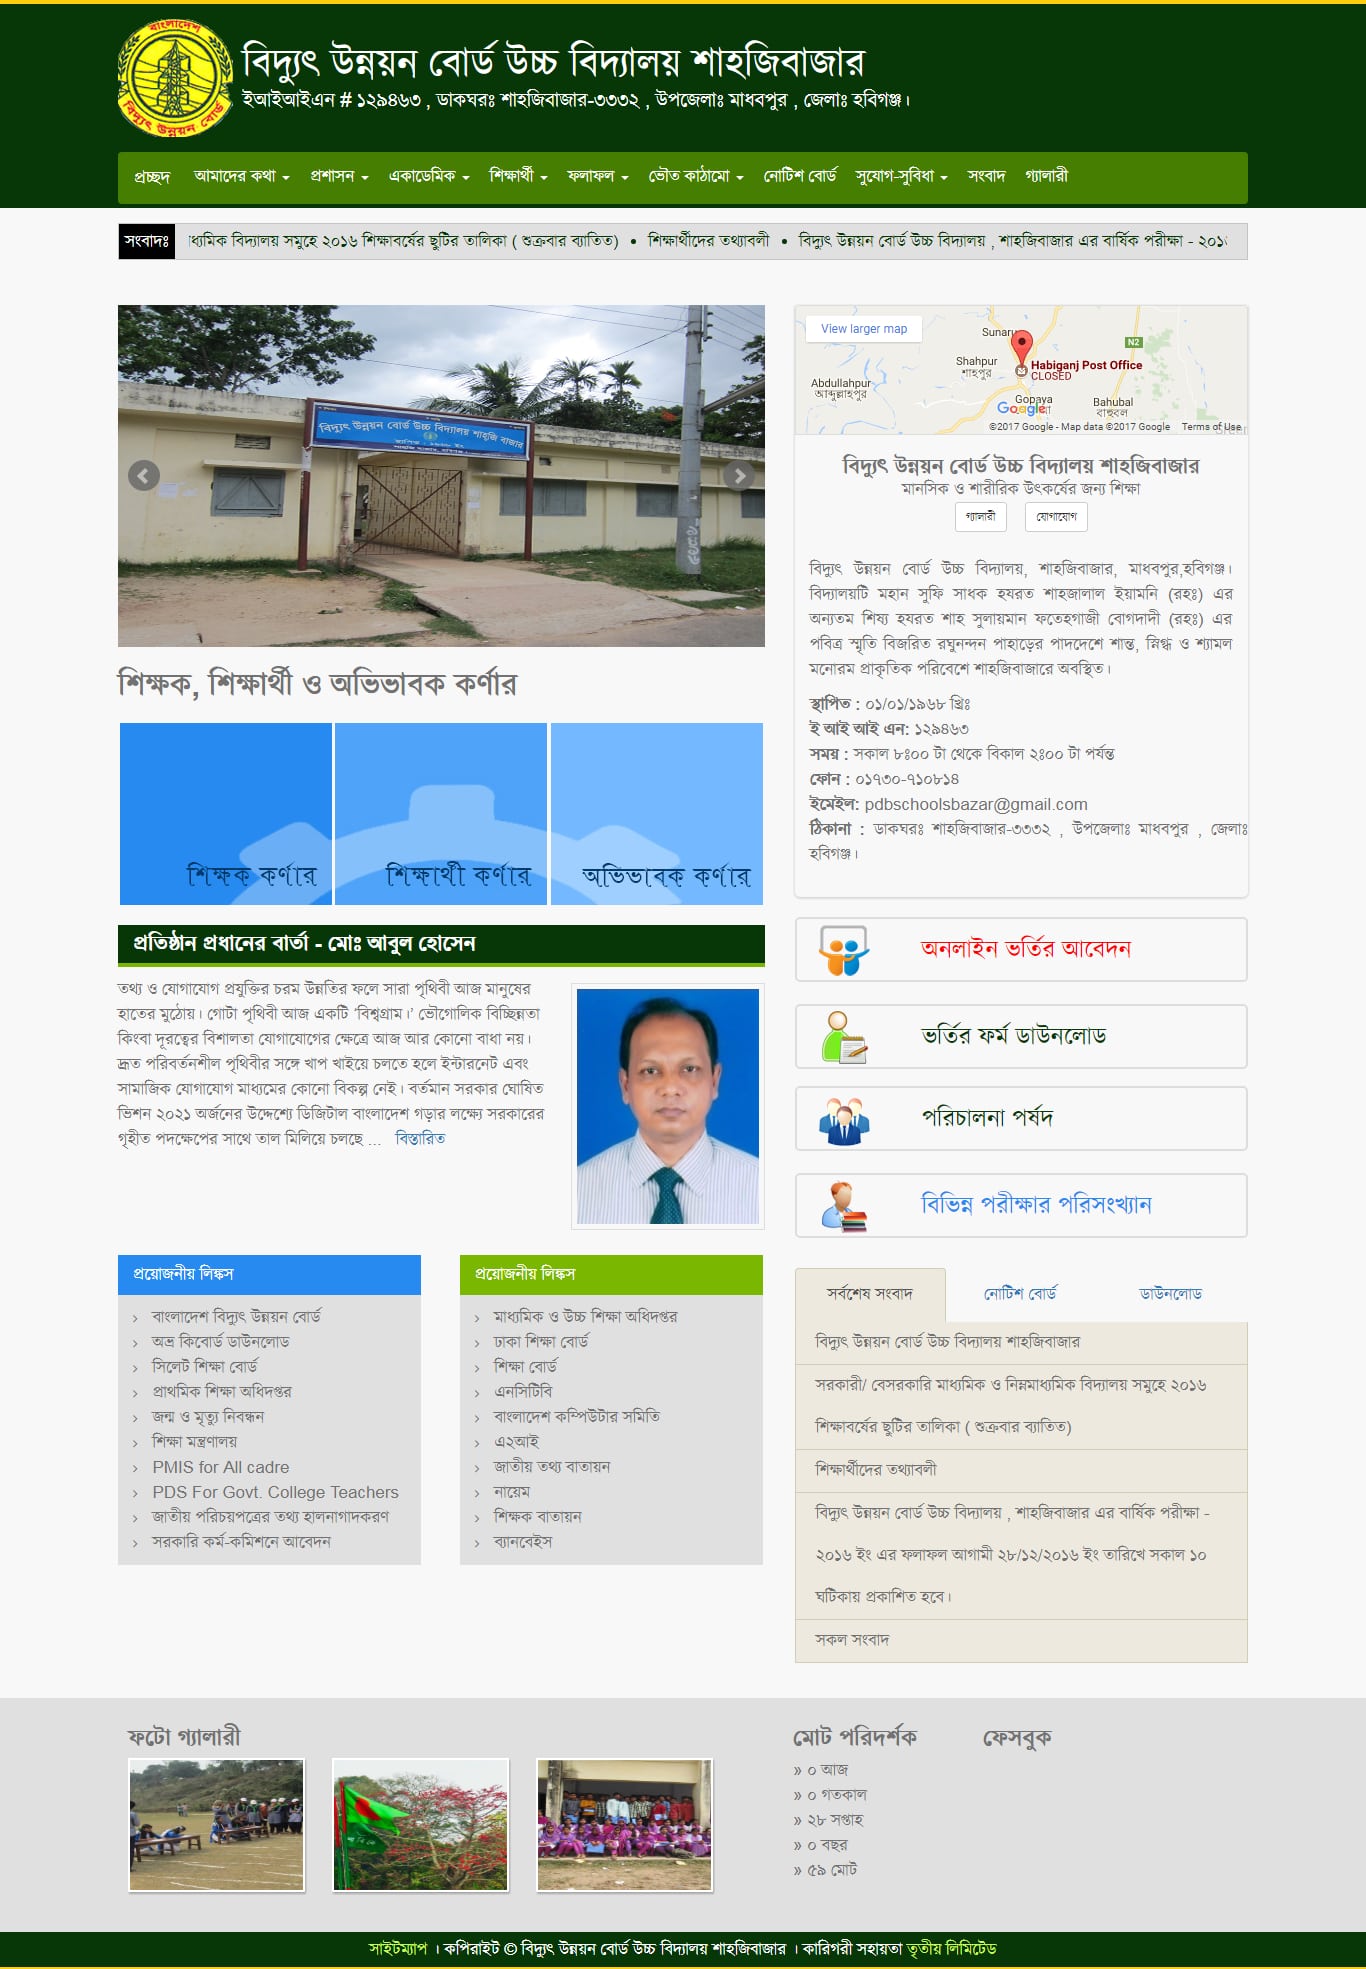 বাংলাদেশ
বিদ্যুৎ উন্নয়ন বোর্ড
বিদ্যুৎ উন্নয়ন বোর্ড উচ্চ বিদ্যালয় শাহজিবাজার
ইআইআইএন # ১২৯৪৬৩ , ডাকঘরঃ শাহজিবাজার-৩৩৩২ , উপজেলাঃ মাধবপুর , জেলাঃ হবিগঞ্জ।
প্রচ্ছদ আমাদের কথা প্রশাসন একাডেমিক শিক্ষার্থী ফলাফল ভৌত কাঠামো নোটিশ বোর্ড সুযোগ-সুবিধা সংবাদ গ্যালারী
সংবাদঃ ধ্যমিক বিদ্যালয় সমুহে ২০১৬ শিক্ষাবর্ষের ছুটির তালিকা ( শুক্রবার ব্যাতিত) • শিক্ষার্থীদের তথ্যাবলী • বিদ্যুৎ উন্নয়ন বোর্ড উচ্চ বিদ্যালয় , শাহজিবাজার এর বার্ষিক পরীক্ষা - ২০১
বিদ্যুৎ উন্নয়ন বোর্ড উচ্চ বিদ্যালয় শাহজি বাজার
শিক্ষক, শিক্ষার্থী ও অভিভাবক কর্ণার
শিক্ষক কর্ণার
শিক্ষার্থী কর্ণার
অভিভাবক কর্ণার
প্রতিষ্ঠান প্রধানের বার্তা - মোঃ আবুল হোসেন
তথ্য ও যোগাযোগ প্রযুক্তির চরম উন্নতির ফলে সারা পৃথিবী আজ মানুষের
হাতের মুঠোয়। গোটা পৃথিবী আজ একটি ‘বিশ্বগ্রাম।’ ভৌগোলিক বিচ্ছিন্নতা
কিংবা দূরত্বের বিশালতা যোগাযোগের ক্ষেত্রে আজ আর কোনো বাধা নয়।
দ্রুত পরিবর্তনশীল পৃথিবীর সঙ্গে খাপ খাইয়ে চলতে হলে ইন্টারনেট এবং
সামাজিক যোগাযোগ মাধ্যমের কোনো বিকল্প নেই। বর্তমান সরকার ঘোষিত
ভিশন ২০২১ অর্জনের উদ্দেশ্যে ডিজিটাল বাংলাদেশ গড়ার লক্ষ্যে সরকারের
গৃহীত পদক্ষেপের সাথে তাল মিলিয়ে চলছে ... বিস্তারিত
প্রয়োজনীয় লিঙ্কস
› বাংলাদেশ বিদ্যুৎ উন্নয়ন বোর্ড
› অভ্র কিবোর্ড ডাউনলোড
› সিলেট শিক্ষা বোর্ড
› প্রাথমিক শিক্ষা অধিদপ্তর
› জন্ম ও মৃত্যু নিবন্ধন
› শিক্ষা মন্ত্রণালয়
› PMIS for All cadre
› PDS For Govt. College Teachers
› জাতীয় পরিচয়পত্রের তথ্য হালনাগাদকরণ
› সরকারি কর্ম-কমিশনে আবেদন
প্রয়োজনীয় লিঙ্কস
› মাধ্যমিক ও উচ্চ শিক্ষা অধিদপ্তর
› ঢাকা শিক্ষা বোর্ড
› শিক্ষা বোর্ড
› এনসিটিবি
› বাংলাদেশ কম্পিউটার সমিতি
› এ২আই
› জাতীয় তথ্য বাতায়ন
› নায়েম
› শিক্ষক বাতায়ন
› ব্যানবেইস
View larger map
Sunaru
N2
Shahpur
শাহপুর
Habiganj Post Office
CLOSED
Abdullahpur
আব্দুল্লাহপুর
Gopaya
Bahubal
বাহুবল
Google
©2017 Google - Map data ©2017 Google Terms of Use
বিদ্যুৎ উন্নয়ন বোর্ড উচ্চ বিদ্যালয় শাহজিবাজার
মানসিক ও শারীরিক উৎকর্ষের জন্য শিক্ষা
গ্যালারী যোগাযোগ
বিদ্যুৎ উন্নয়ন বোর্ড উচ্চ বিদ্যালয়, শাহজিবাজার, মাধবপুর,হবিগঞ্জ।
বিদ্যালয়টি মহান সুফি সাধক হযরত শাহজালাল ইয়ামনি (রহঃ) এর
অন্যতম শিষ্য হযরত শাহ সুলায়মান ফতেহগাজী বোগদাদী (রহঃ) এর
পবিত্র স্মৃতি বিজরিত রঘুনন্দন পাহাড়ের পাদদেশে শান্ত, স্নিগ্ধ ও শ্যামল
মনোরম প্রাকৃতিক পরিবেশে শাহজিবাজারে অবস্থিত।
স্থাপিত : ০১/০১/১৯৬৮ খ্রিঃ
ই আই আই এন: ১২৯৪৬৩
সময় : সকাল ৮ঃ০০ টা থেকে বিকাল ২ঃ০০ টা পর্যন্ত
ফোন : ০১৭৩০-৭১০৮১৪
ইমেইল: pdbschoolsbazar@gmail.com
ঠিকানা : ডাকঘরঃ শাহজিবাজার-৩৩৩২ , উপজেলাঃ মাধবপুর , জেলাঃ
হবিগঞ্জ।
অনলাইন ভর্তির আবেদন
ভর্তির ফর্ম ডাউনলোড
পরিচালনা পর্ষদ
বিভিন্ন পরীক্ষার পরিসংখ্যান
সর্বশেষ সংবাদ নোটিশ বোর্ড ডাউনলোড
বিদ্যুৎ উন্নয়ন বোর্ড উচ্চ বিদ্যালয় শাহজিবাজার
সরকারী/ বেসরকারি মাধ্যমিক ও নিম্নমাধ্যমিক বিদ্যালয় সমুহে ২০১৬
শিক্ষাবর্ষের ছুটির তালিকা ( শুক্রবার ব্যাতিত)
শিক্ষার্থীদের তথ্যাবলী
বিদ্যুৎ উন্নয়ন বোর্ড উচ্চ বিদ্যালয় , শাহজিবাজার এর বার্ষিক পরীক্ষা -
২০১৬ ইং এর ফলাফল আগামী ২৮/১২/২০১৬ ইং তারিখে সকাল ১০
ঘটিকায় প্রকাশিত হবে।
সকল সংবাদ
ফটো গ্যালারী
মোট পরিদর্শক
» ০ আজ
» ০ গতকাল
» ২৮ সপ্তাহ
» ০ বছর
» ৫৯ মোট
ফেসবুক
সাইটম্যাপ । কপিরাইট © বিদ্যুৎ উন্নয়ন বোর্ড উচ্চ বিদ্যালয় শাহজিবাজার । কারিগরী সহায়তা তৃতীয় লিমিটেড